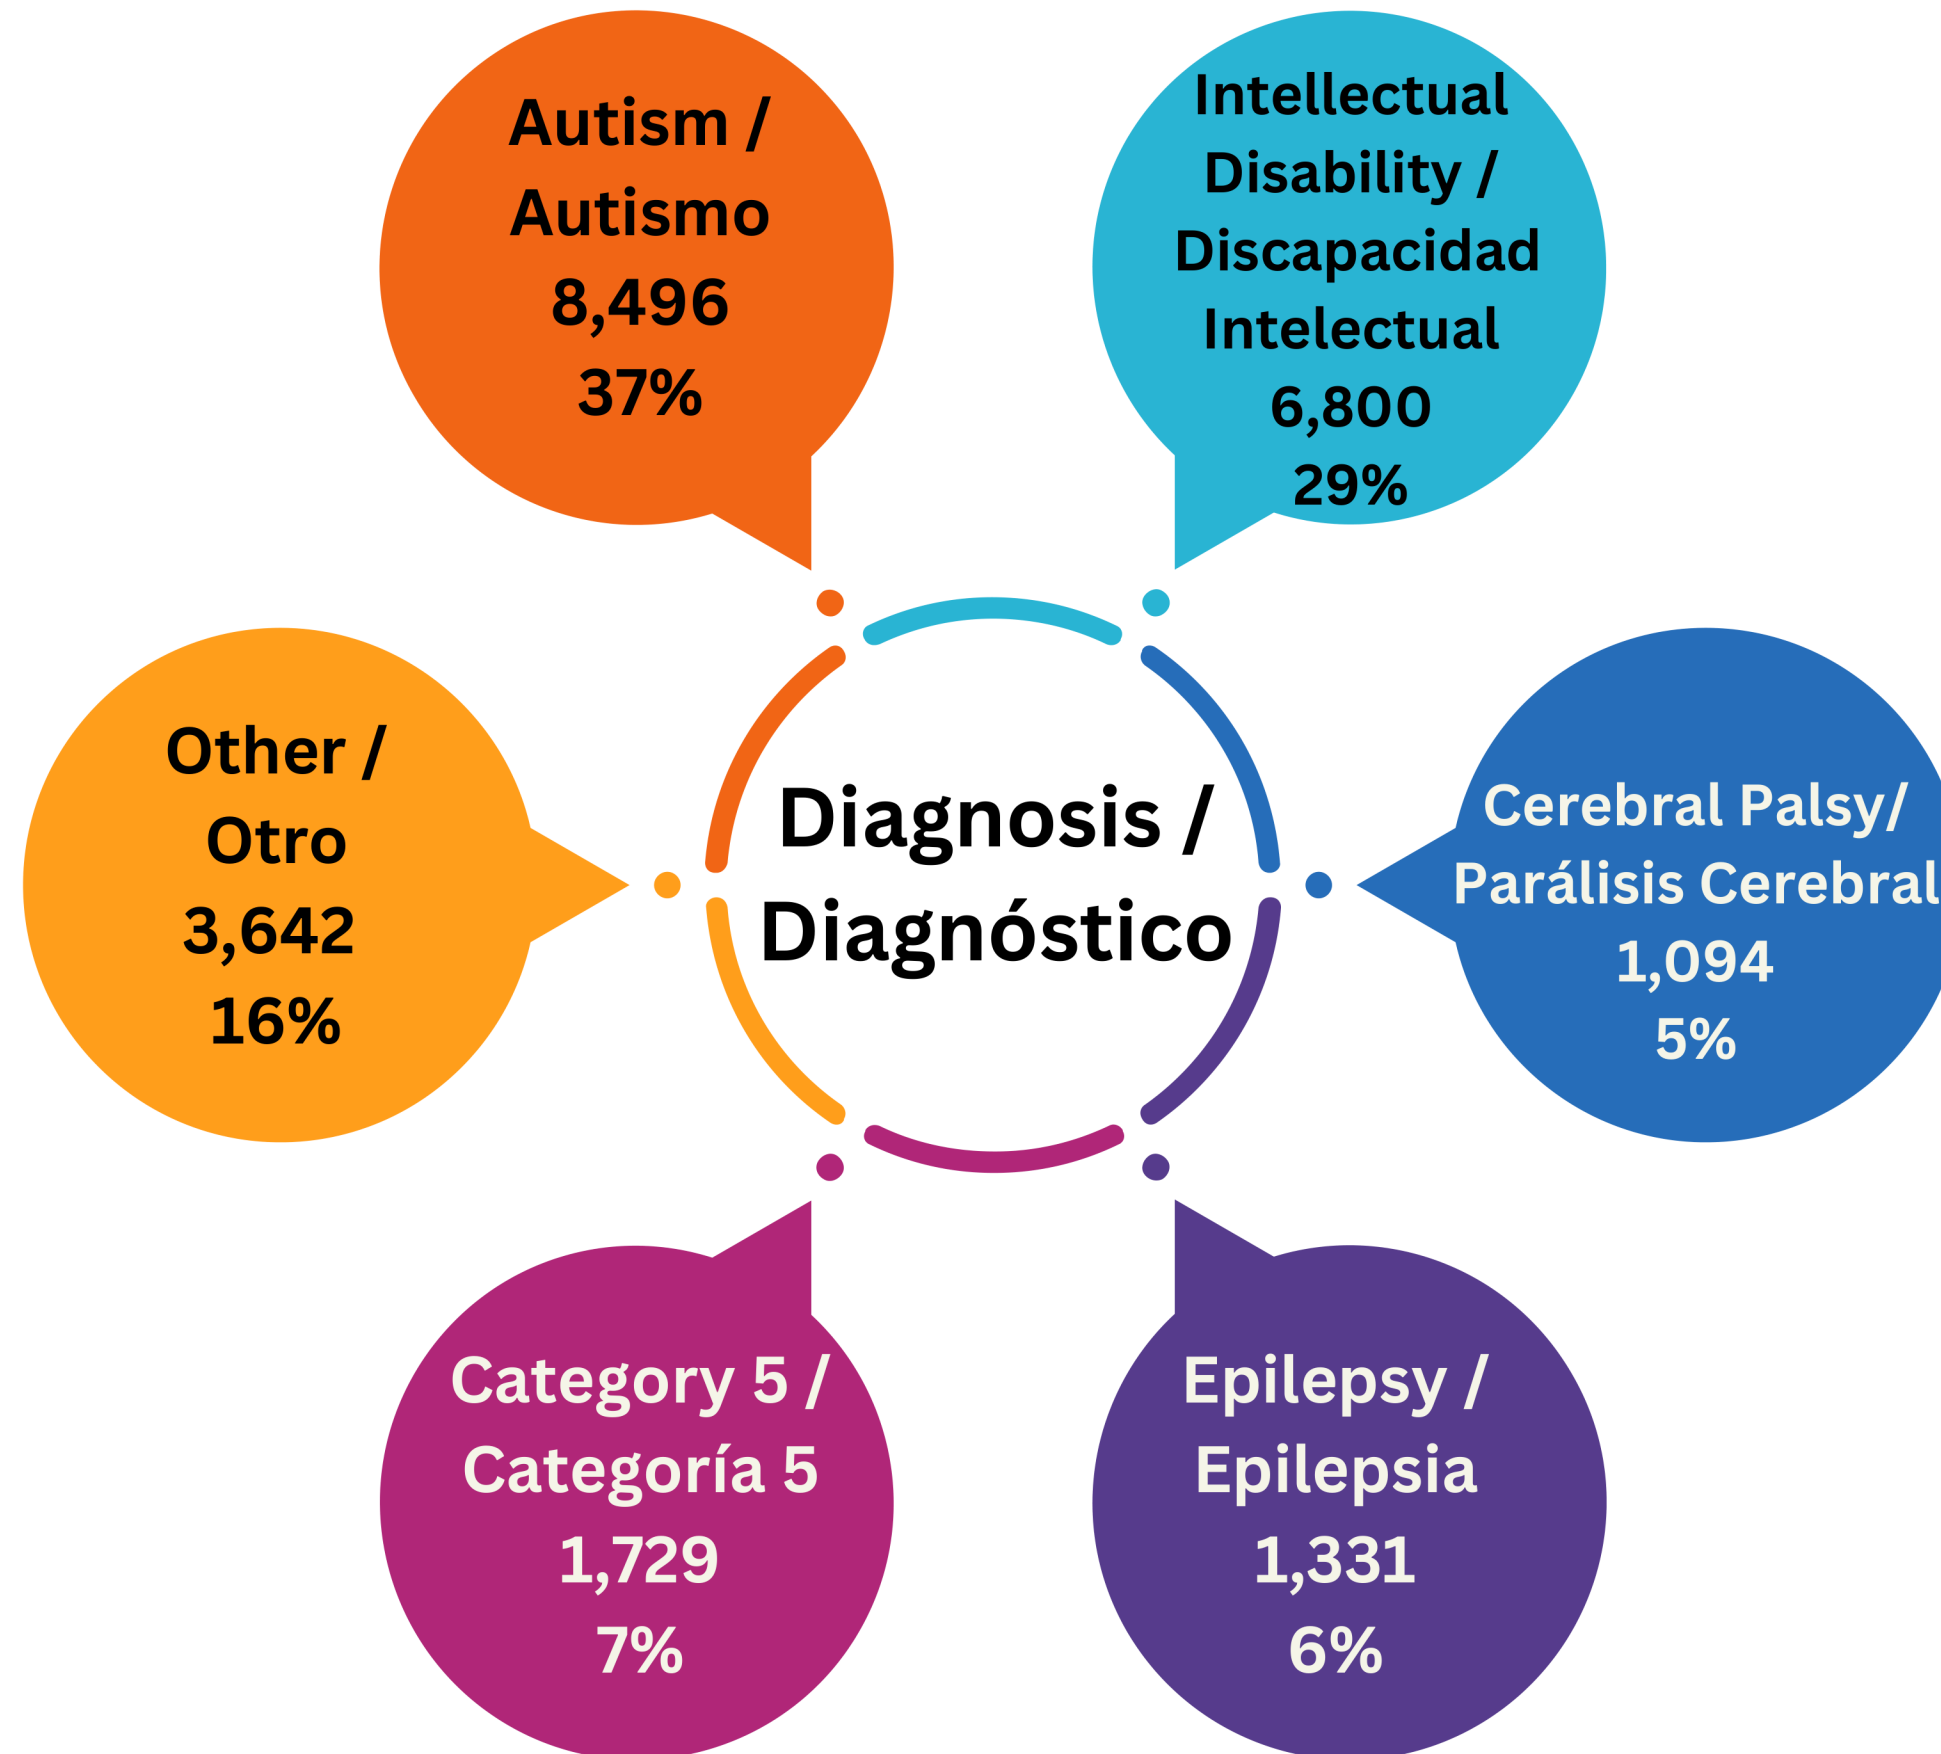 Autism /
Autismo
8,496
37%
Intellectual
Disability /
Discapacidad
Intelectual
6,800
29%
Other /
Otro
3,642
16%
Diagnosis /
Diagnóstico
Cerebral Palsy/
Parálisis Cerebral
1,094
5%
Category 5 /
Categoría 5
1,729
7%
Epilepsy /
Epilepsia
1,331
6%